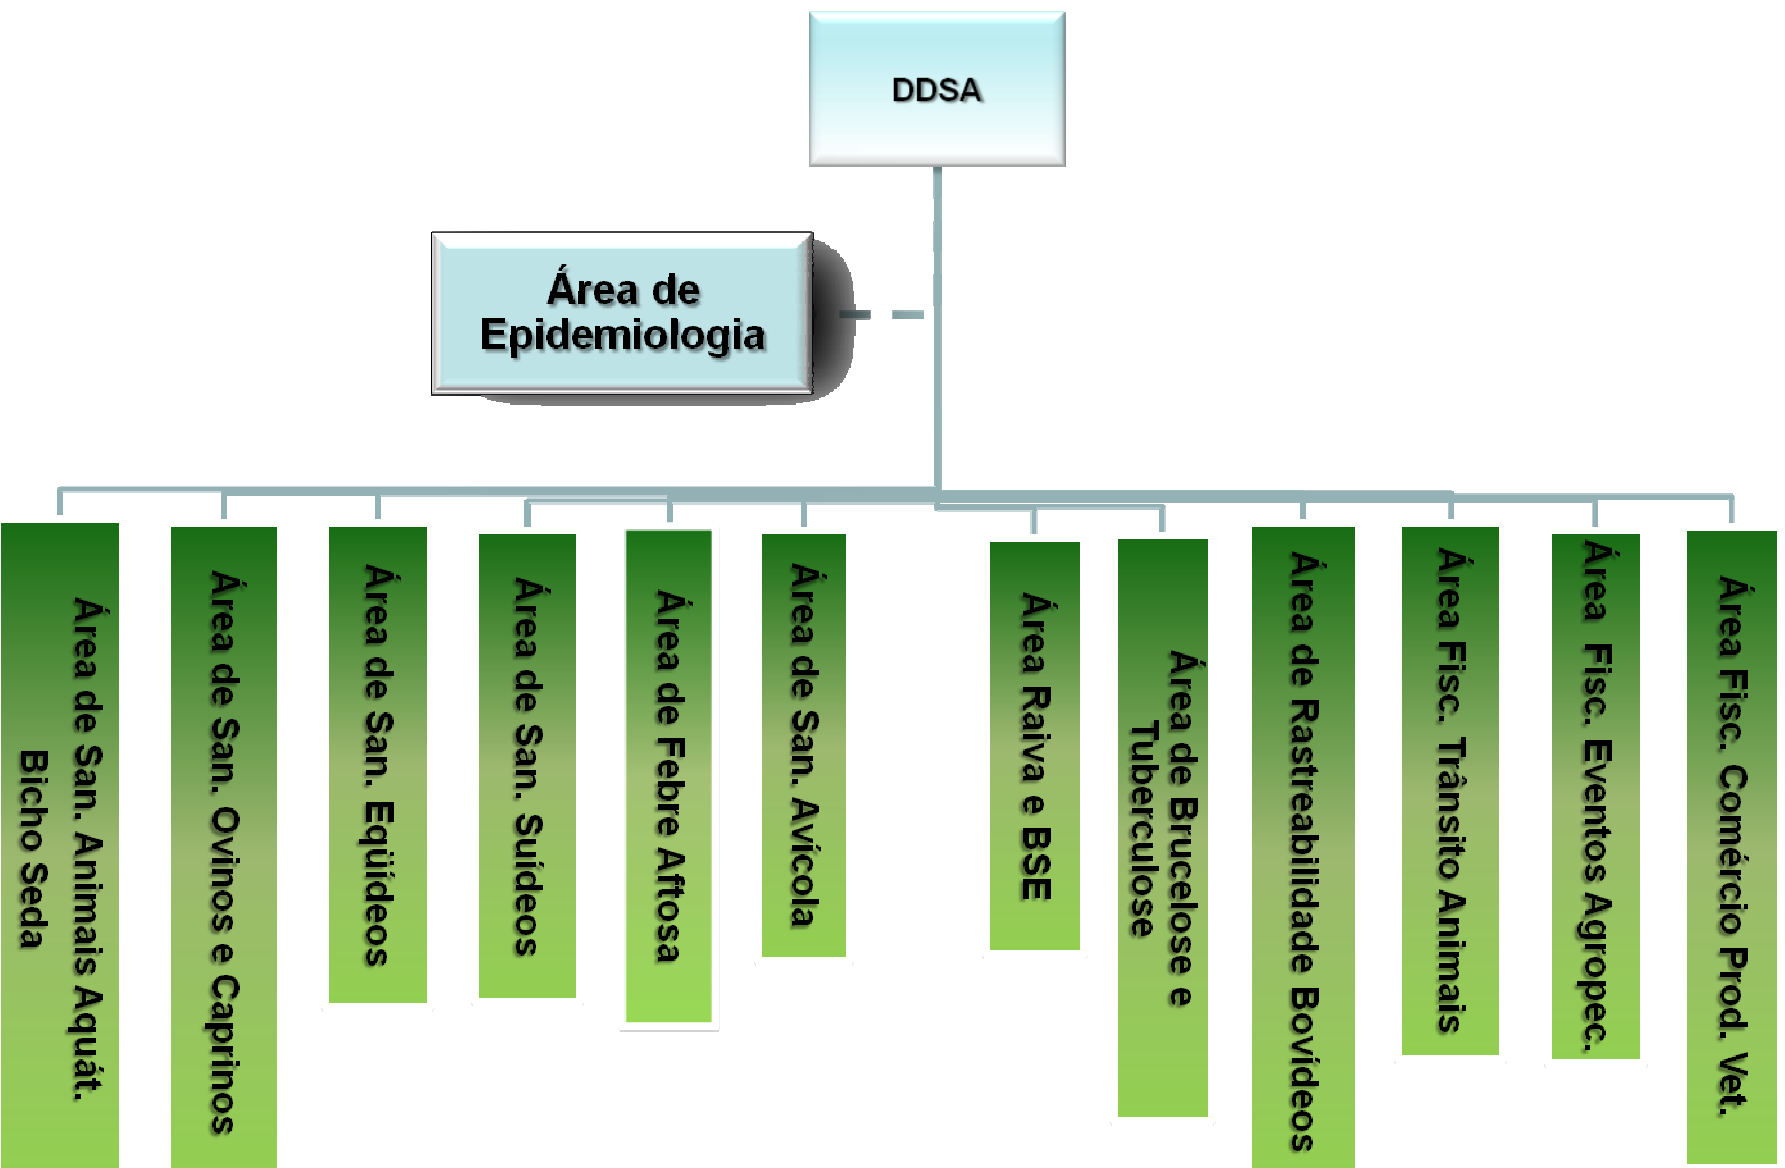 DDSA
Área de
Epidemiologia
Área de San. Animais Aquát.
Bicho Seda
Área de San. Ovinos e Caprinos
Área de San. Eqüídeos
Área de San. Suídeos
Área de Febre Aftosa
Área de San. Avícola
Área Raiva e BSE
Área de Brucelose e
Tuberculose
Área de Rastreabilidade Bovídeos
Área Fisc. Trânsito Animais
Área  Fisc. Eventos Agropec.
Área Fisc. Comércio Prod. Vet.